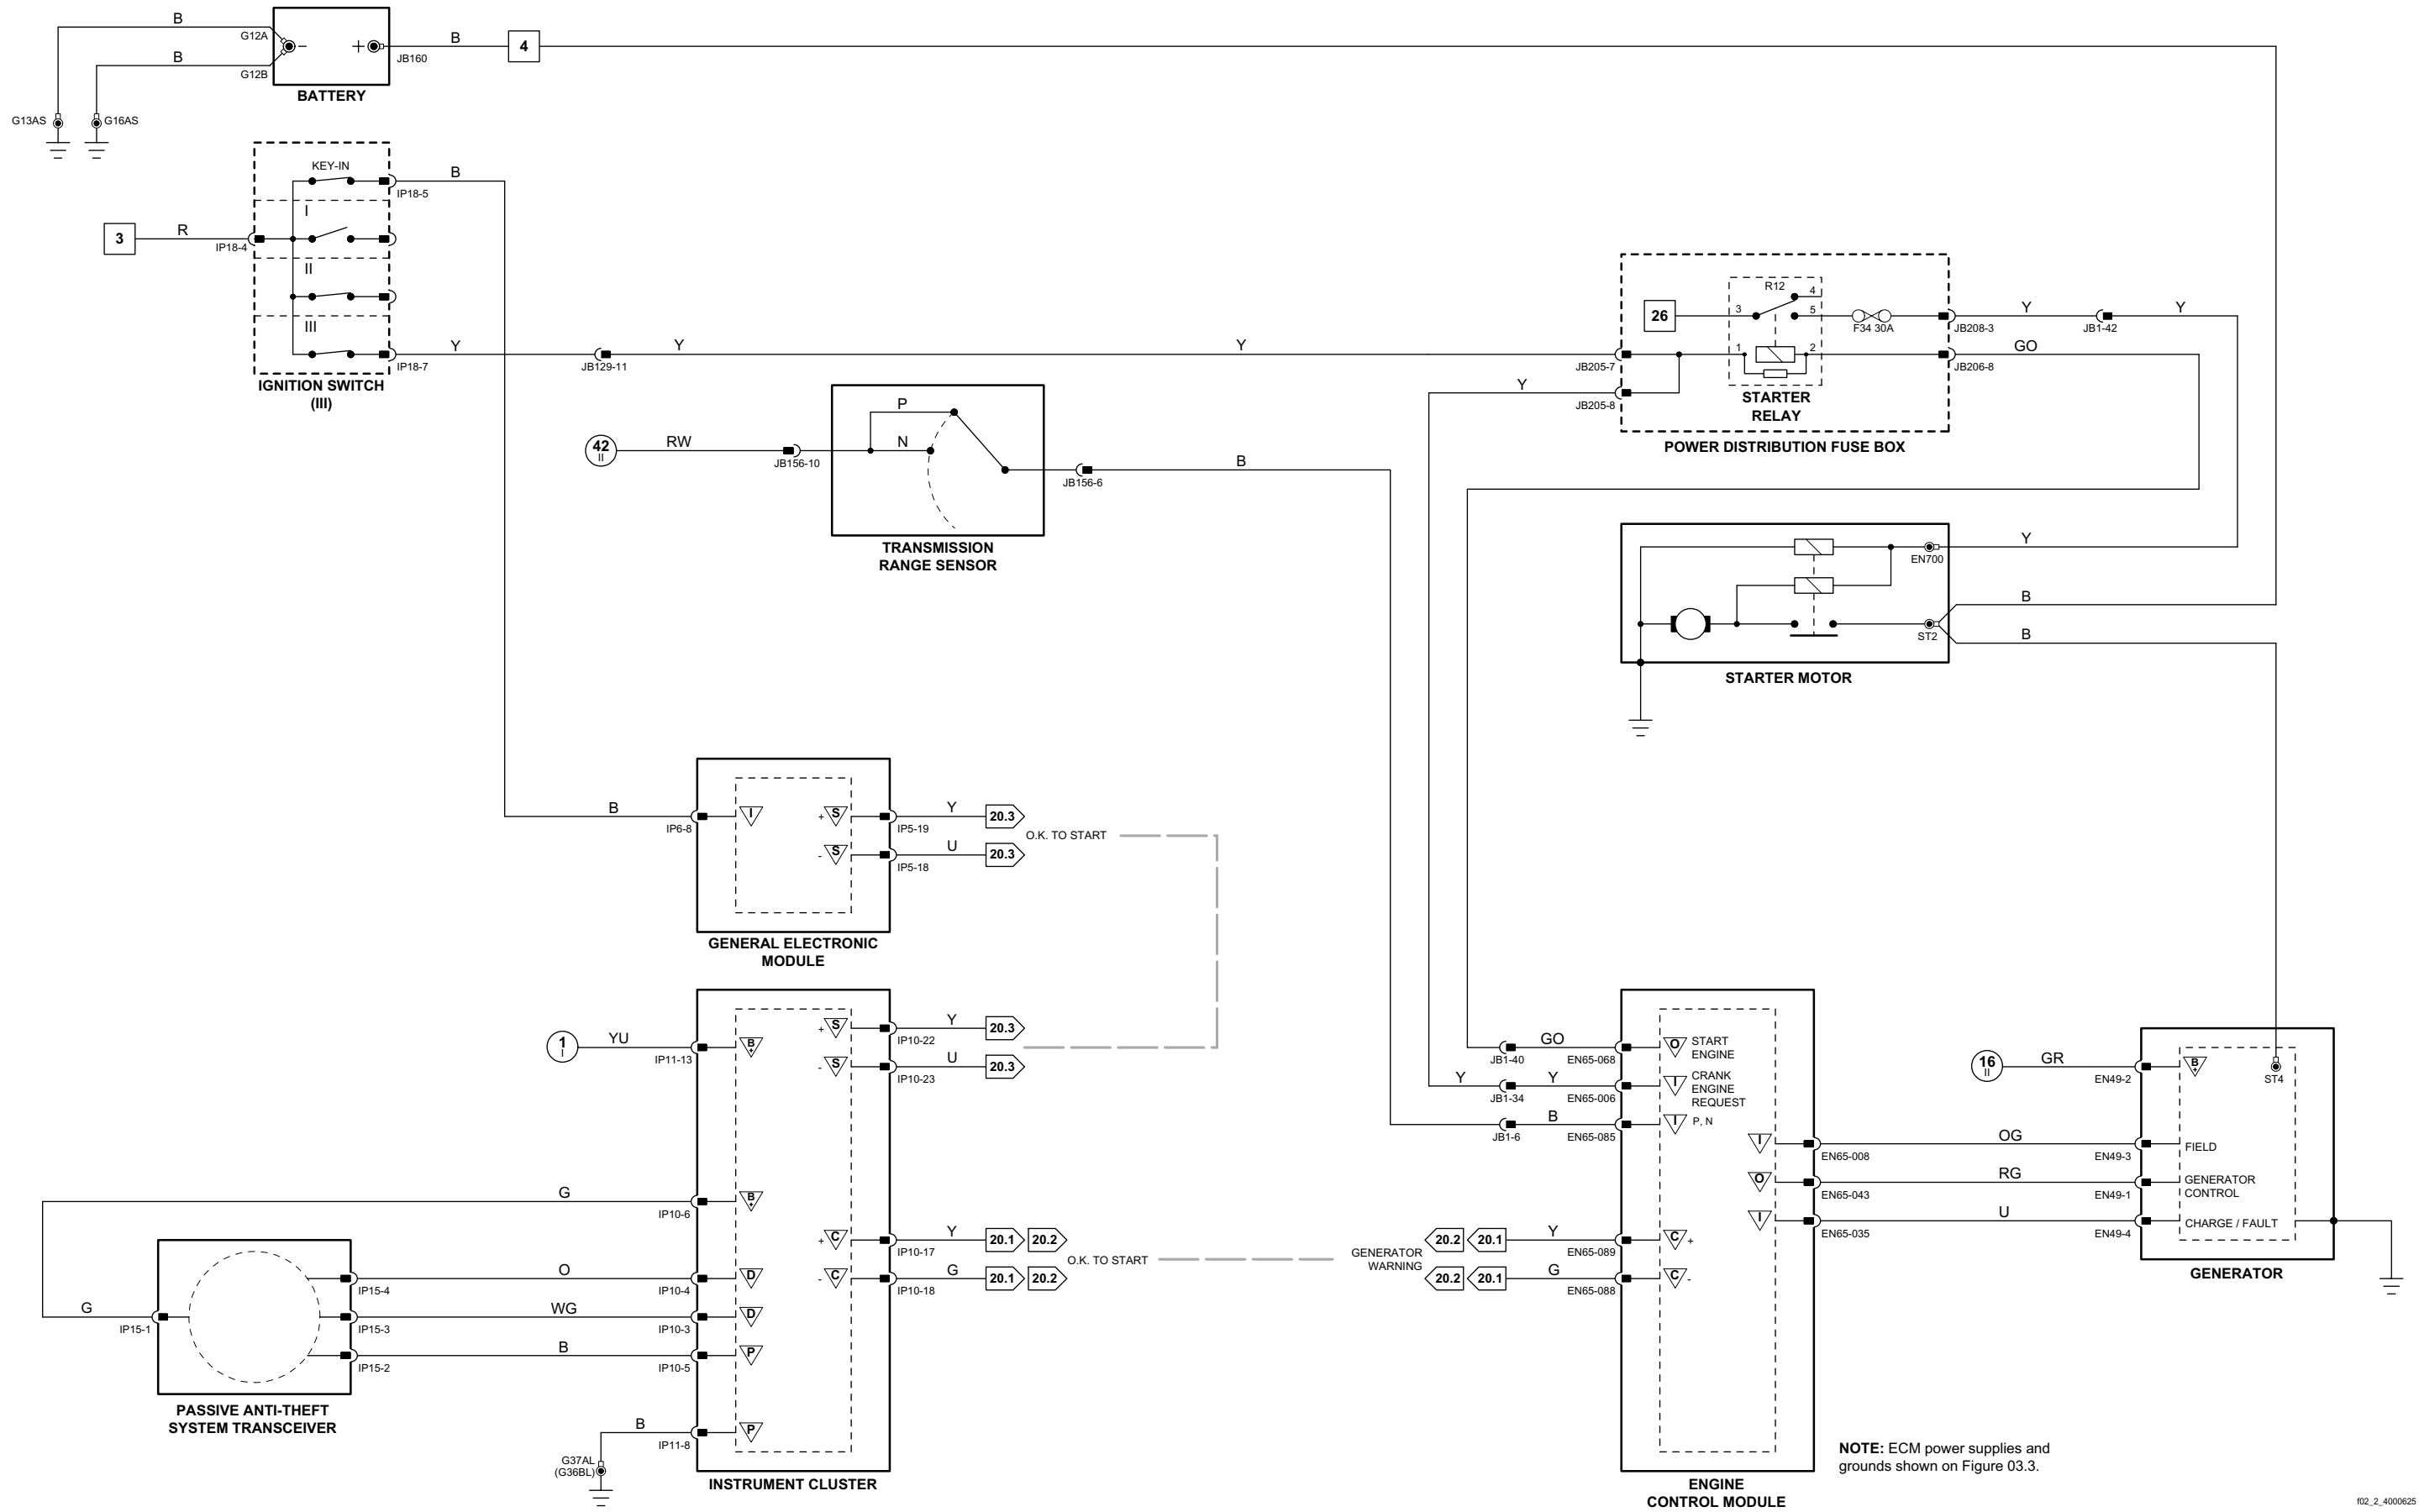 B
G12A
B
G12B
JB160
B
4
BATTERY
G13AS
G16AS
KEY-IN
I
II
III
IP18-5
B
3
R
IP18-4
Y
IP18-7
IGNITION SWITCH
(III)
JB129-11
Y
Y
42
II
RW
JB156-10
P
N
JB156-6
B
TRANSMISSION
RANGE SENSOR
JB205-7
Y
JB205-8
26
R12
3
4
5
1
2
F34 30A
STARTER
RELAY
POWER DISTRIBUTION FUSE BOX
JB208-3
Y
JB1-42
Y
GO
JB206-8
EN700
Y
B
ST2
B
STARTER MOTOR
B
IP6-8
I
+ S
- S
IP5-19
Y
20.3
O.K. TO START
IP5-18
U
20.3
GENERAL ELECTRONIC
MODULE
1
I
YU
IP11-13
B
+
+ S
- S
IP10-22
Y
20.3
IP10-23
U
20.3
G
IP10-6
B
+
+ C
- C
IP10-17
Y
20.1
20.2
O.K. TO START
IP10-18
G
20.1
20.2
O
IP15-4
IP10-4
D
G
IP15-1
WG
IP15-3
IP10-3
D
B
IP15-2
IP10-5
P
PASSIVE ANTI-THEFT
SYSTEM TRANSCEIVER
B
IP11-8
P
G37AL
(G36BL)
INSTRUMENT CLUSTER
JB1-40
GO
EN65-068
O
START
ENGINE
Y
JB1-34
Y
EN65-006
I
CRANK
ENGINE
REQUEST
JB1-6
B
EN65-085
I
P, N
GENERATOR
WARNING
20.2
20.1
Y
EN65-089
C +
20.2
20.1
G
EN65-088
C -
I
EN65-008
OG
EN49-3
FIELD
O
EN65-043
RG
EN49-1
GENERATOR
CONTROL
I
EN65-035
U
EN49-4
CHARGE / FAULT
16
II
GR
EN49-2
B
+
ST4
GENERATOR
NOTE: ECM power supplies and
grounds shown on Figure 03.3.
ENGINE
CONTROL MODULE
f02_2_4000625